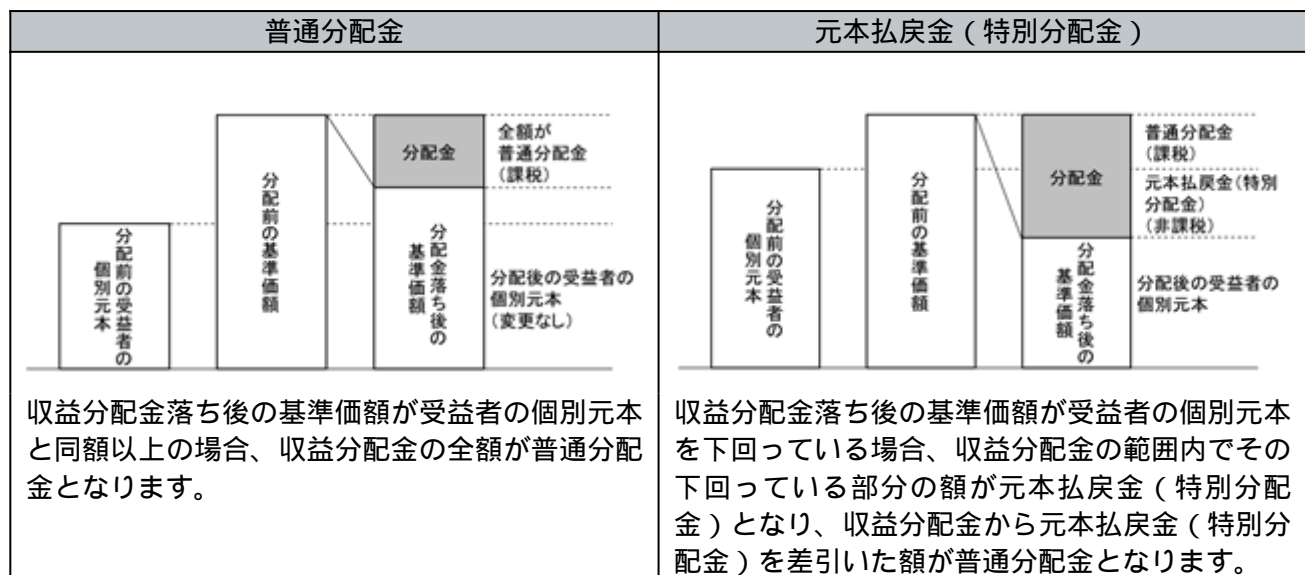 普通分配金
分配前の受益者の
個別元本
分配前の基準価額
分配金
分配金落ち後の
基準価額
全額が
普通分配金
(課税)
分配後の受益者の
個別元本
(変更なし)
収益分配金落ち後の基準価額が受益者の個別元本
と同額以上の場合、収益分配金の全額が普通分配
金となります。
元本払戻金(特別分配金)
分配前の受益者の
個別元本
分配前の基準価額
分配金
分配金落ち後の
基準価額
普通分配金
(課税)
元本払戻金(特別
分配金)
(非課税)
分配後の受益者の
個別元本
収益分配金落ち後の基準価額が受益者の個別元本
を下回っている場合、収益分配金の範囲内でその
下回っている部分の額が元本払戻金(特別分配
金)となり、収益分配金から元本払戻金(特別分
配金)を差引いた額が普通分配金となります。